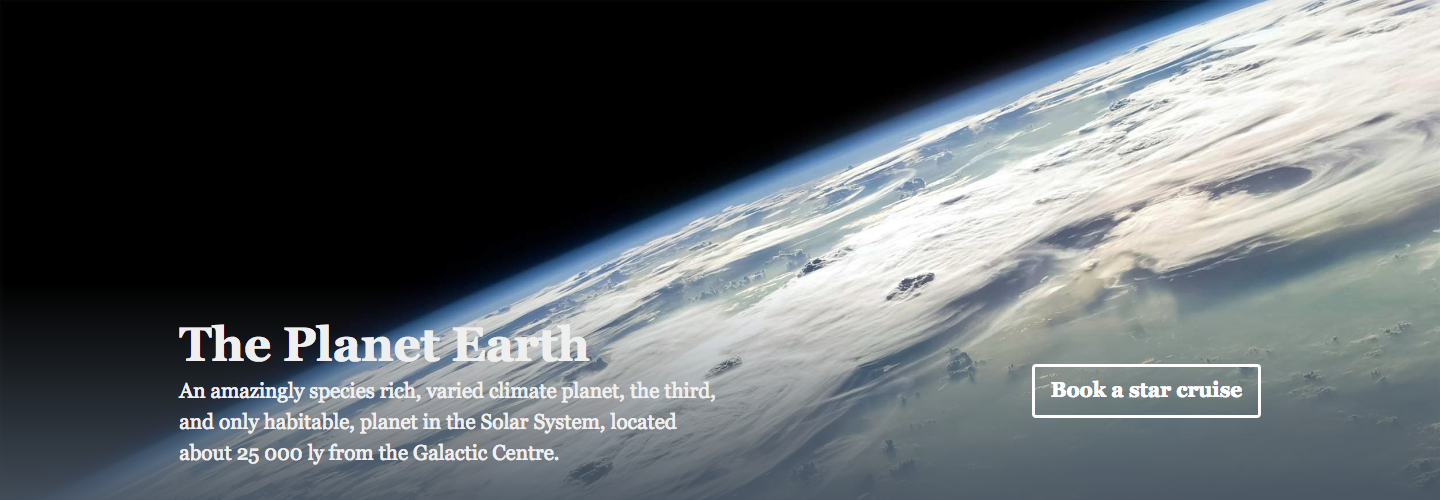 The Planet Earth
An amazingly species rich, varied climate planet, the third,
and only habitable, planet in the Solar System, located
about 25 000 ly from the Galactic Centre.
Book a star cruise